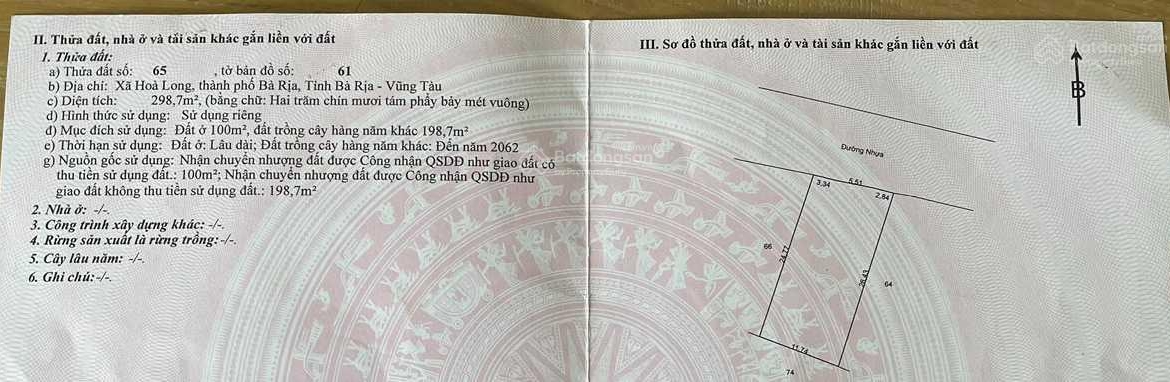 II. Thửa đất, nhà ở và tài sản khác gắn liền với đất
1. Thửa đất:
a) Thửa đất số: 65 , tờ bản đồ số: 61
b) Địa chỉ: Xã Hoà Long, thành phố Bà Rịa, Tỉnh Bà Rịa - Vũng Tàu
c) Diện tích: 298,7m², (bằng chữ: Hai trăm chín mươi tám phẩy bảy mét vuông)
d) Hình thức sử dụng: Sử dụng riêng
đ) Mục đích sử dụng: Đất ở 100m², đất trồng cây hàng năm khác 198,7m²
e) Thời hạn sử dụng: Đất ở: Lâu dài; Đất trồng cây hàng năm khác: Đến năm 2062
g) Nguồn gốc sử dụng: Nhận chuyển nhượng đất được Công nhận QSDĐ như giao đất có
thu tiền sử dụng đất.: 100m²; Nhận chuyển nhượng đất được Công nhận QSDĐ như
giao đất không thu tiền sử dụng đất.: 198,7m²
2. Nhà ở: -/-.
3. Công trình xây dựng khác: -/-.
4. Rừng sản xuất là rừng trồng: -/-.
5. Cây lâu năm: -/-.
6. Ghi chú: -/-.
Batdongsan
III. Sơ đồ thửa đất, nhà ở và tài sản khác gắn liền với đất
Batdongsan
B
Đường Nhựa
3,34
5,51
2,84
66
24,77
26,43
64
11,74
74